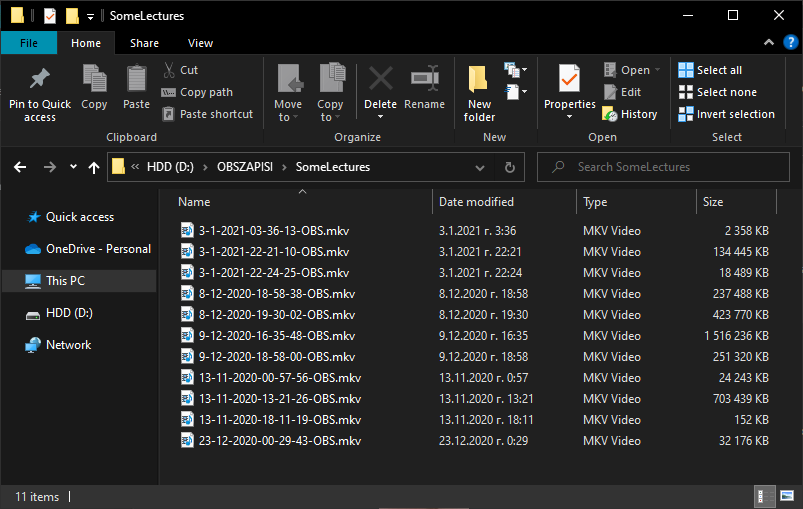 SomeLectures
File Home Share View
Pin to Quick access
Copy
Paste
Cut
Copy path
Paste shortcut
Clipboard
Move to
Copy to
Delete
Rename
Organize
New folder
New
Properties
Open
Edit
History
Open
Select all
Select none
Invert selection
Select
« HDD (D:) › OBSZAPISI › SomeLectures
Search SomeLectures
Quick access
OneDrive - Personal
This PC
HDD (D:)
Network
Name Date modified Type Size
3-1-2021-03-36-13-OBS.mkv 3.1.2021 г. 3:36 MKV Video 2 358 KB
3-1-2021-22-21-10-OBS.mkv 3.1.2021 г. 22:21 MKV Video 134 445 KB
3-1-2021-22-24-25-OBS.mkv 3.1.2021 г. 22:24 MKV Video 18 489 KB
8-12-2020-18-58-38-OBS.mkv 8.12.2020 г. 18:58 MKV Video 237 488 KB
8-12-2020-19-30-02-OBS.mkv 8.12.2020 г. 19:30 MKV Video 423 770 KB
9-12-2020-16-35-48-OBS.mkv 9.12.2020 г. 16:35 MKV Video 1 516 236 KB
9-12-2020-18-58-00-OBS.mkv 9.12.2020 г. 18:58 MKV Video 251 320 KB
13-11-2020-00-57-56-OBS.mkv 13.11.2020 г. 0:57 MKV Video 24 243 KB
13-11-2020-13-21-26-OBS.mkv 13.11.2020 г. 13:21 MKV Video 703 439 KB
13-11-2020-18-11-19-OBS.mkv 13.11.2020 г. 18:11 MKV Video 152 KB
23-12-2020-00-29-43-OBS.mkv 23.12.2020 г. 0:29 MKV Video 32 176 KB
11 items